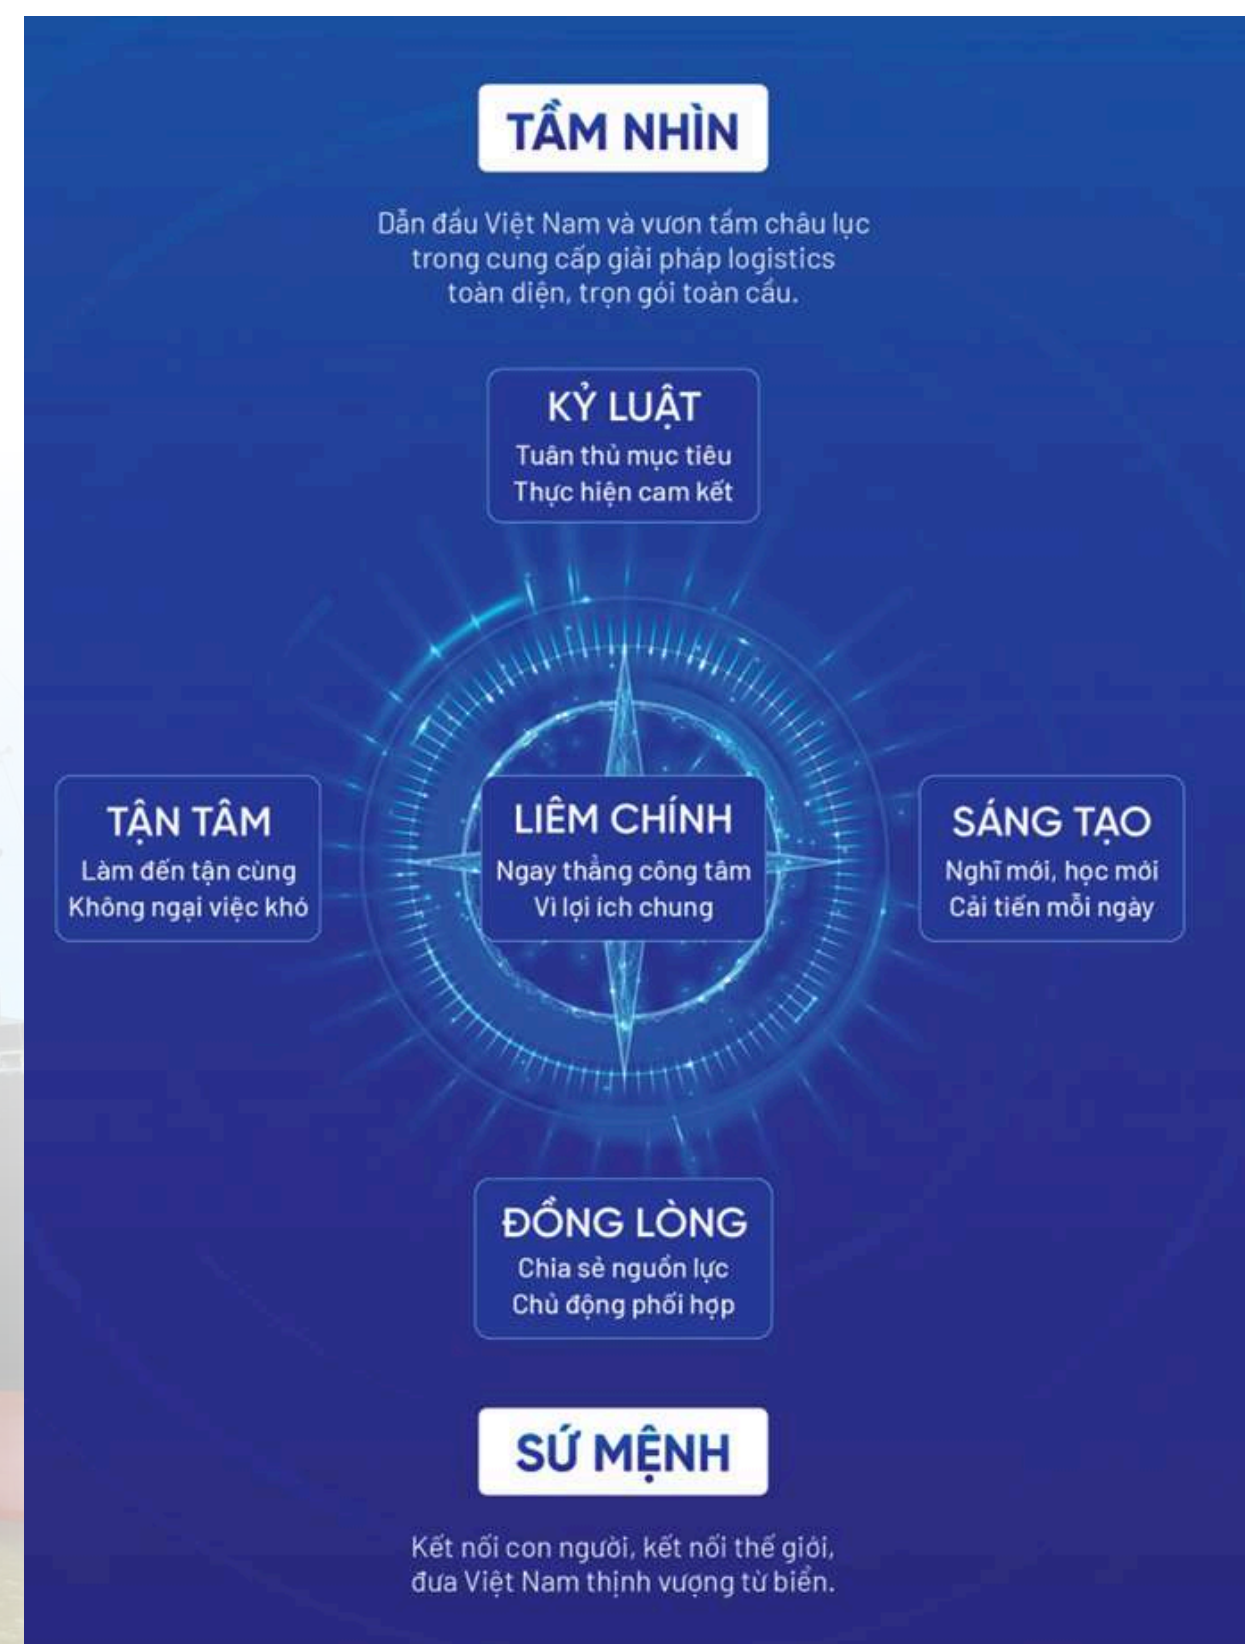 TẦM NHÌN
Dẫn đầu Việt Nam và vươn tầm châu lục
trong cung cấp giải pháp logistics
toàn diện, trọn gói toàn cầu.
KỶ LUẬT
Tuân thủ mục tiêu
Thực hiện cam kết
TẬN TÂM
Làm đến tận cùng
Không ngại việc khó
LIÊM CHÍNH
Ngay thẳng công tâm
Vì lợi ích chung
SÁNG TẠO
Nghĩ mới, học mới
Cải tiến mỗi ngày
ĐỒNG LÒNG
Chia sẻ nguồn lực
Chủ động phối hợp
SỨ MỆNH
Kết nối con người, kết nối thế giới,
đưa Việt Nam thịnh vượng từ biển.